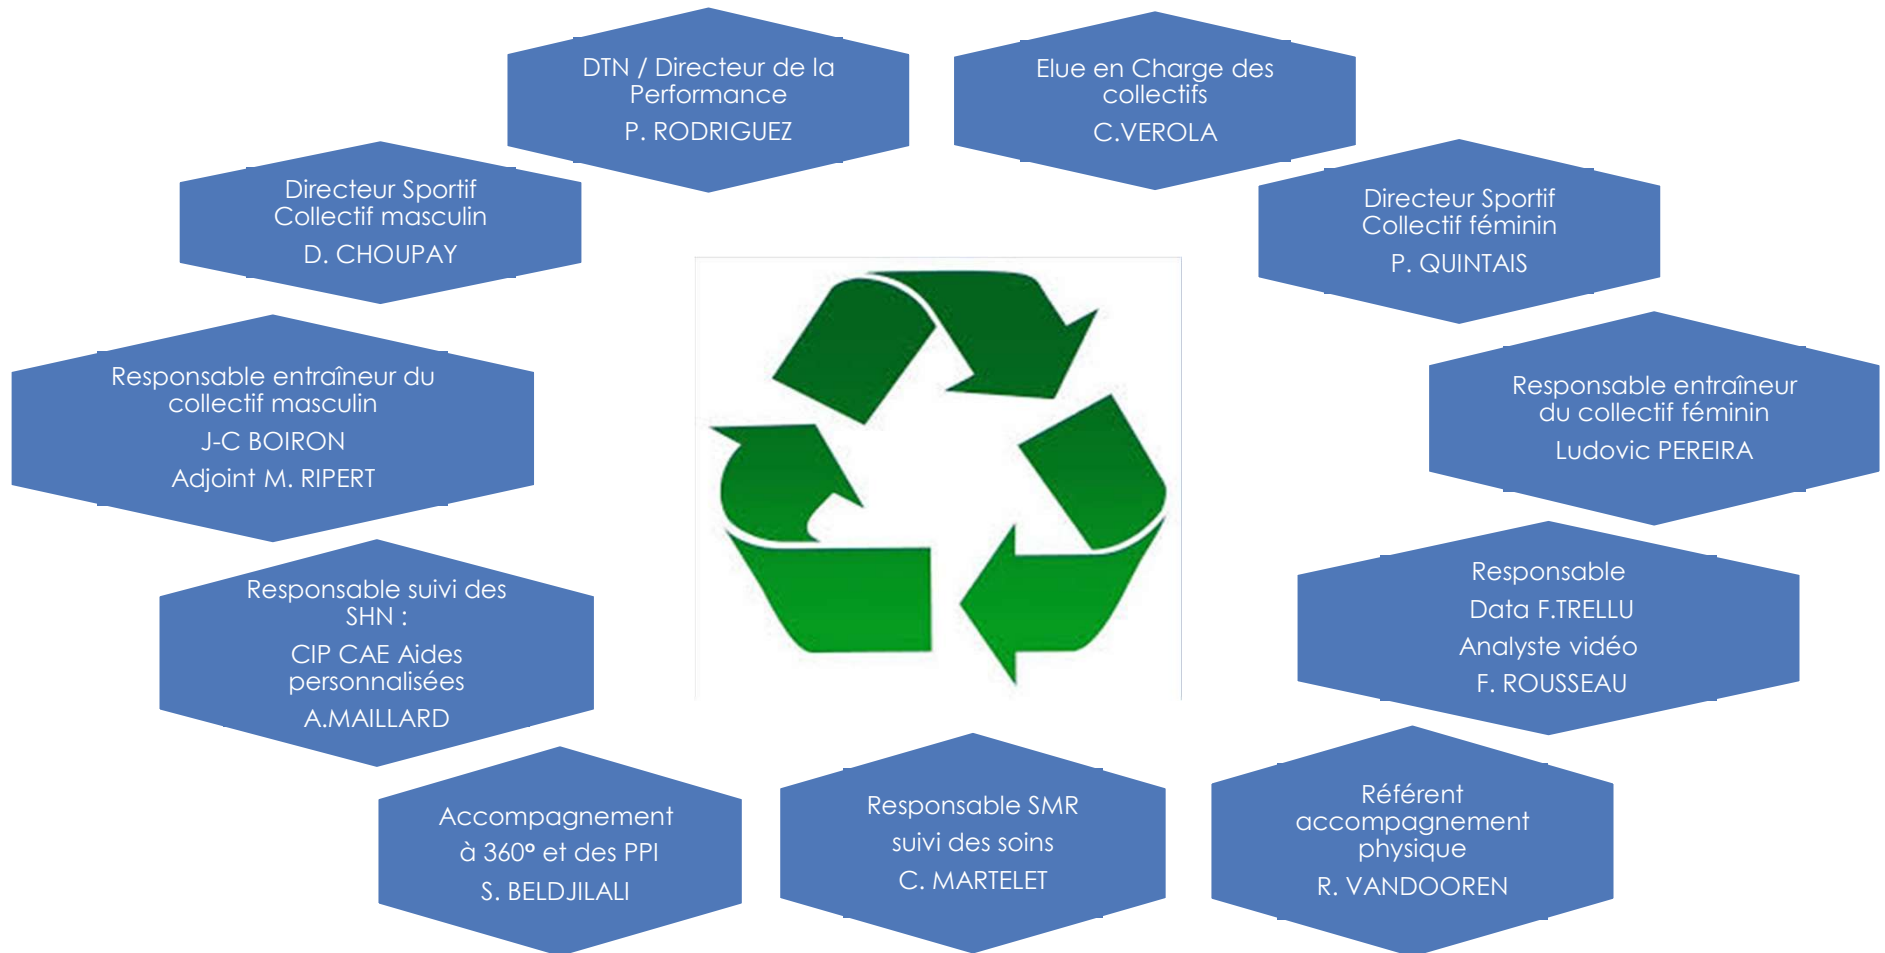 DTN / Directeur de la
Performance
P. RODRIGUEZ
Elue en Charge des
collectifs
C.VEROLA
Directeur Sportif
Collectif masculin
D. CHOUPAY
Directeur Sportif
Collectif féminin
P. QUINTAIS
Responsable entraîneur du
collectif masculin
J-C BOIRON
Adjoint M. RIPERT
Responsable entraîneur
du collectif féminin
Ludovic PEREIRA
Responsable suivi des
SHN :
CIP CAE Aides
personnalisées
A.MAILLARD
Responsable
Data F.TRELLU
Analyste vidéo
F. ROUSSEAU
Accompagnement
à 360° et des PPI
S. BELDJILALI
Responsable SMR
suivi des soins
C. MARTELET
Référent
accompagnement
physique
R. VANDOOREN